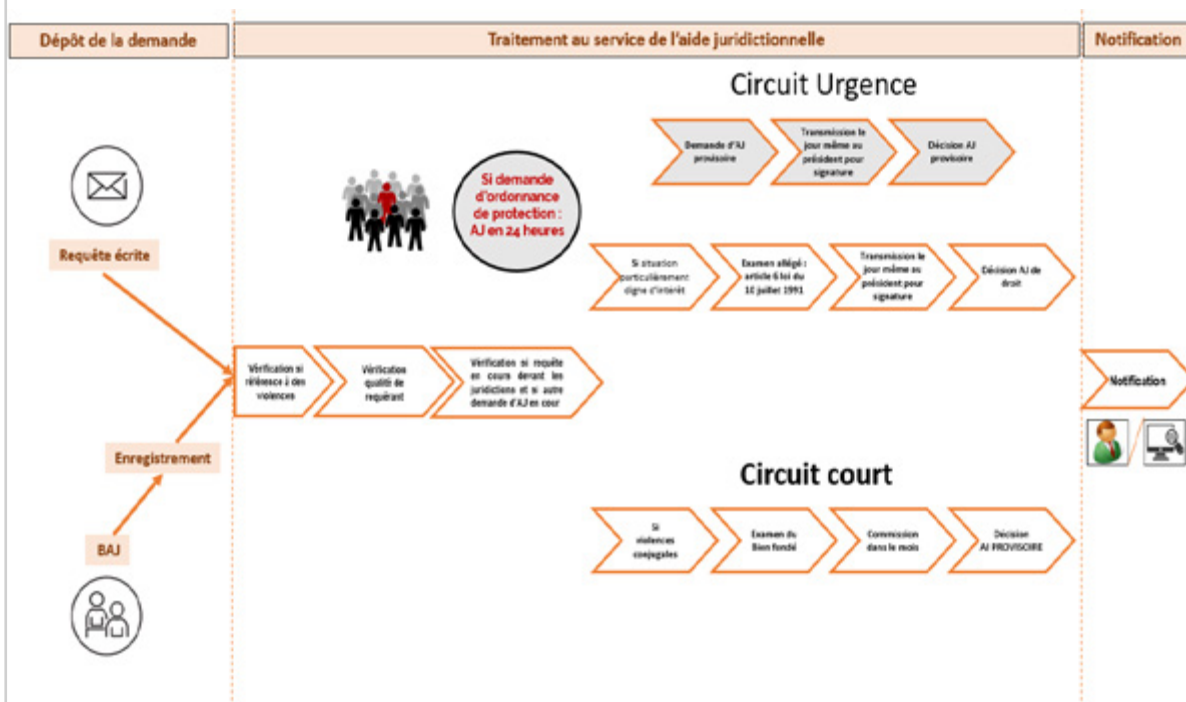 Dépôt de la demande
Traitement au service de l'aide juridictionnelle
Notification
Circuit Urgence
Demande d'AJ
provisoire
Transmission le
jour même au
président pour
signature
Décision AJ
provisoire
Si demande
d'ordonnance
de protection :
AJ en 24 heures
Requête écrite
Si situation
particulièrement
digne d'intérêt
Examen allégé :
article 6 loi du
10 juillet 1991
Transmission le
jour même au
président pour
signature
Décision AJ de
droit
Vérification si
référence à des
violences
Vérification
qualité de
requérant
Vérification si requête
en cours devant les
juridictions et si autre
demande d'AJ en cour
Notification
Enregistrement
Circuit court
Si
violences
conjugales
Examen du
Bien fondé
Commission
dans le mois
Décision
AJ PROVISOIRE
BAJ